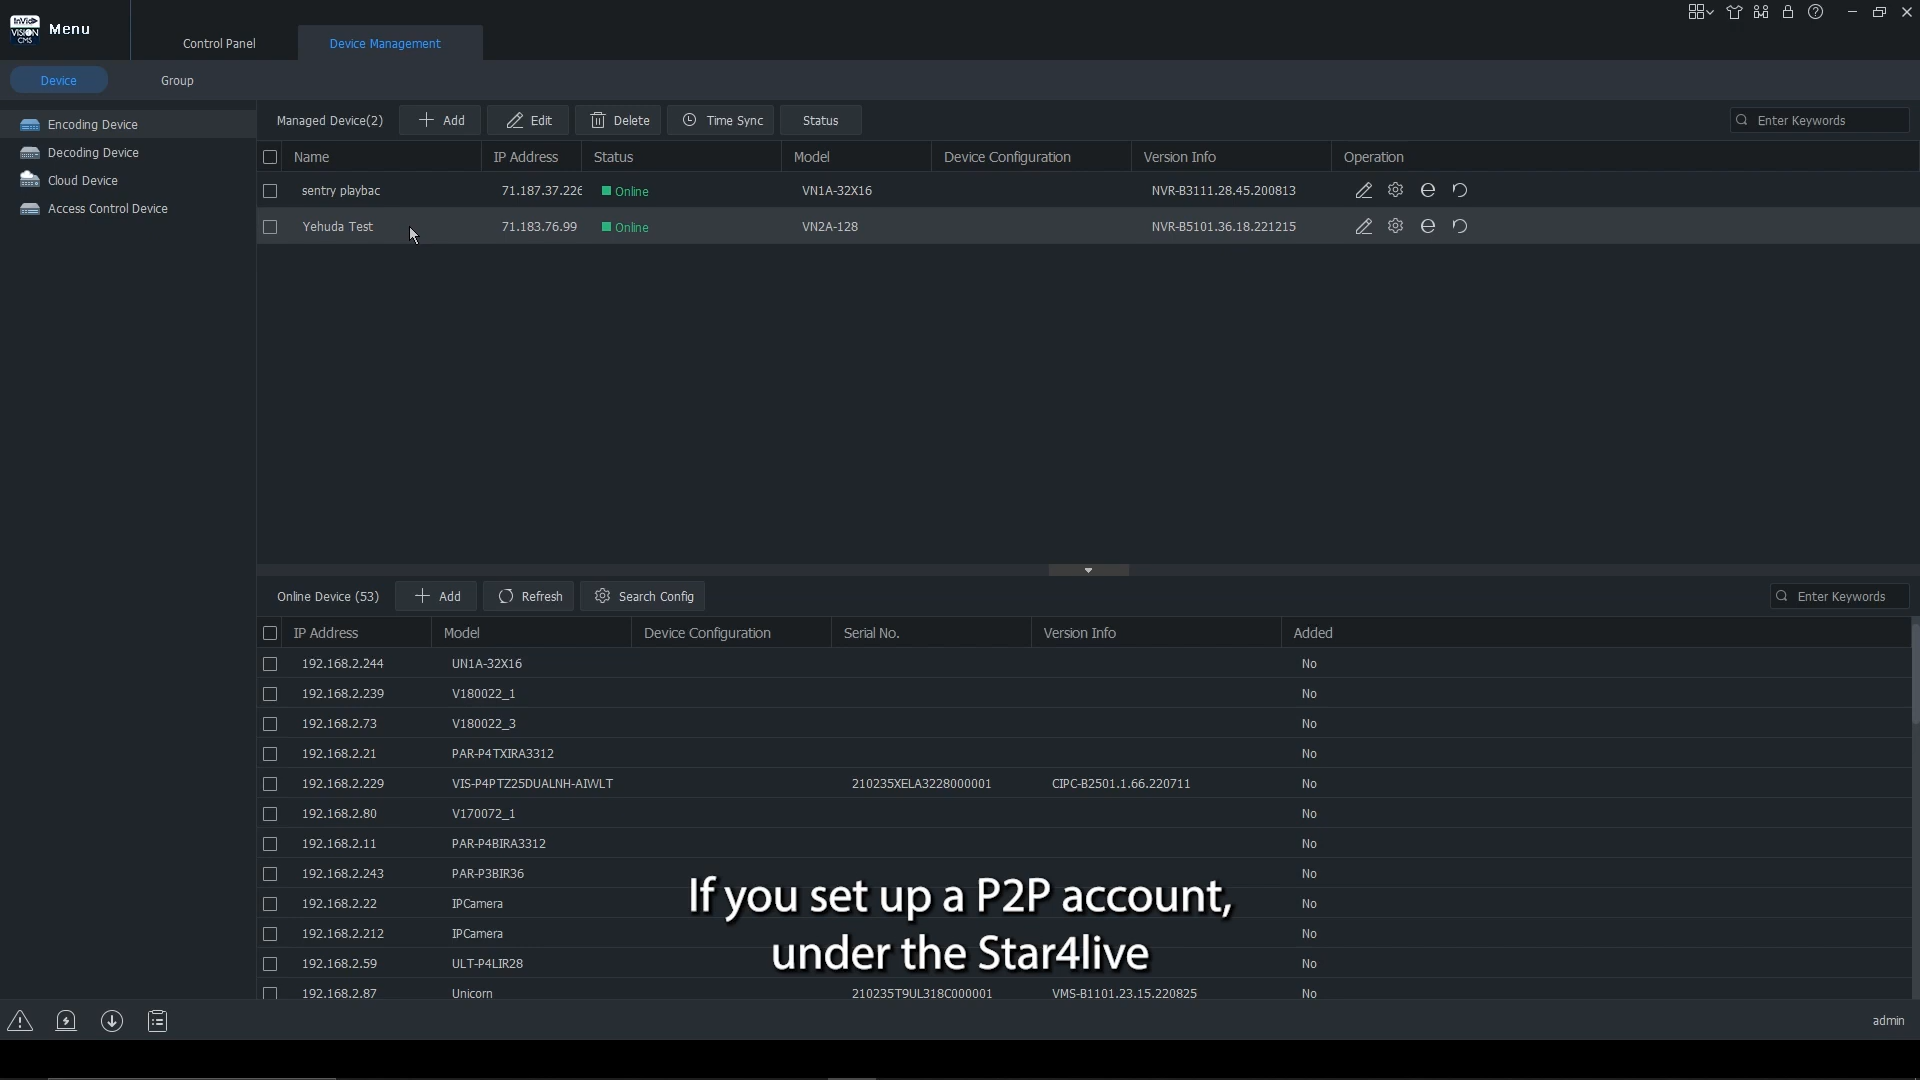 InVid VISION CMS Menu
Control Panel Device Management
Device Group
Encoding Device
Decoding Device
Cloud Device
Access Control Device
Managed Device(2) Add Edit Delete Time Sync Status Enter Keywords
Name IP Address Status Model Device Configuration Version Info Operation
sentry playbac 71.187.37.226 Online VN1A-32X16 NVR-B3111.28.45.200813
Yehuda Test 71.183.76.99 Online VN2A-128 NVR-B5101.36.18.221215
Online Device (53) Add Refresh Search Config Enter Keywords
IP Address Model Device Configuration Serial No. Version Info Added
192.168.2.244 UN1A-32X16 No
192.168.2.239 V180022_1 No
192.168.2.73 V180022_3 No
192.168.2.21 PAR-P4TXIRA3312 No
192.168.2.229 VIS-P4PTZ25DUALNH-AIWLT 210235XELA3228000001 CIPC-B2501.1.66.220711 No
192.168.2.80 V170072_1 No
192.168.2.11 PAR-P4BIRA3312 No
192.168.2.243 PAR-P3BIR36 No
192.168.2.22 IPCamera No
192.168.2.212 IPCamera No
192.168.2.59 ULT-P4LIR28 No
192.168.2.87 Unicorn 210235T9UL318C000001 VMS-B1101.23.15.220825 No
If you set up a P2P account,
under the Star4live
admin